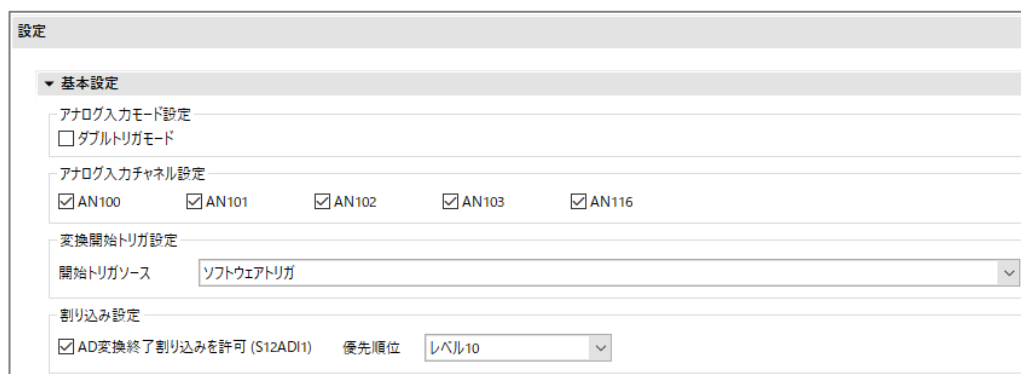 設定
基本設定
アナログ入力モード設定
ダブルトリガモード
アナログ入力チャネル設定
AN100 AN101 AN102 AN103 AN116
変換開始トリガ設定
開始トリガソース ソフトウェアトリガ
割り込み設定
AD変換終了割り込みを許可 (S12ADI1) 優先順位 レベル10